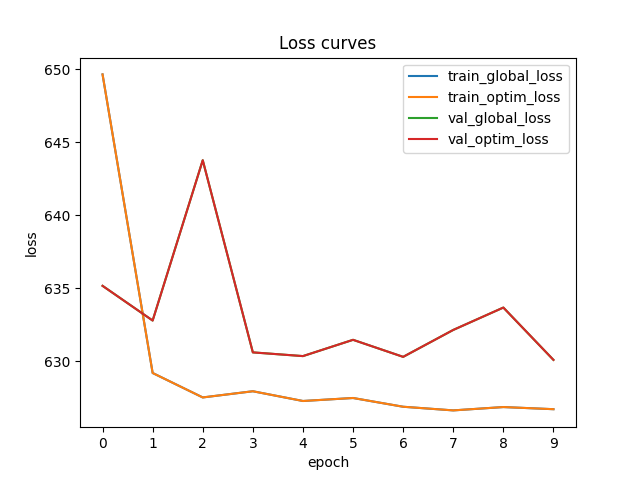 Loss curves
650
645
640
635
630
loss
train_global_loss
train_optim_loss
val_global_loss
val_optim_loss
0 1 2 3 4 5 6 7 8 9
epoch